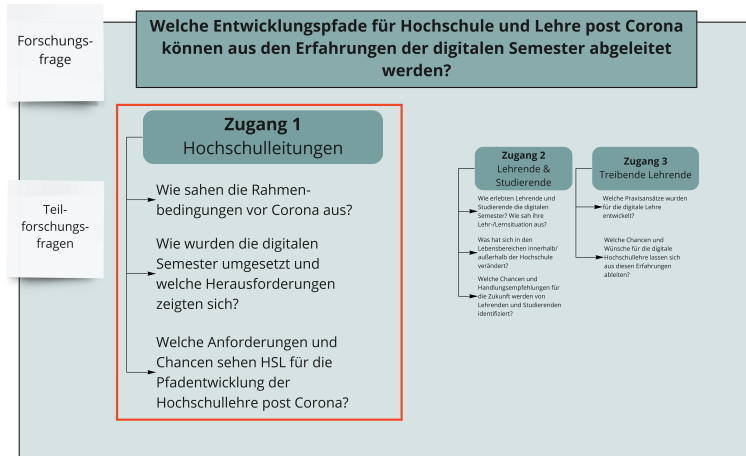 Forschungs-
frage
Welche Entwicklungspfade für Hochschule und Lehre post Corona
können aus den Erfahrungen der digitalen Semester abgeleitet
werden?
Teil-
forschungs-
fragen
Zugang 1
Hochschulleitungen
Wie sahen die Rahmen-
bedingungen vor Corona aus?
Wie wurden die digitalen
Semester umgesetzt und
welche Herausforderungen
zeigten sich?
Welche Anforderungen und
Chancen sehen HSL für die
Pfadentwicklung der
Hochschullehre post Corona?
Zugang 2
Lehrende &
Studierende
Wie erlebten Lehrende und
Studierende die digitalen
Semester? Wie sah ihre
Lehr-/Lernsituation aus?
Was hat sich in den
Lebensbereichen innerhalb/
außerhalb der Hochschule
verändert?
Welche Chancen und
Handlungsempfehlungen für
die Zukunft werden von
Lehrenden und Studierenden
identifiziert?
Zugang 3
Treibende Lehrende
Welche Praxisansätze wurden
für die digitale Lehre
entwickelt?
Welche Chancen und
Wünsche für die digitale
Hochschullehre lassen sich
aus diesen Erfahrungen
ableiten?